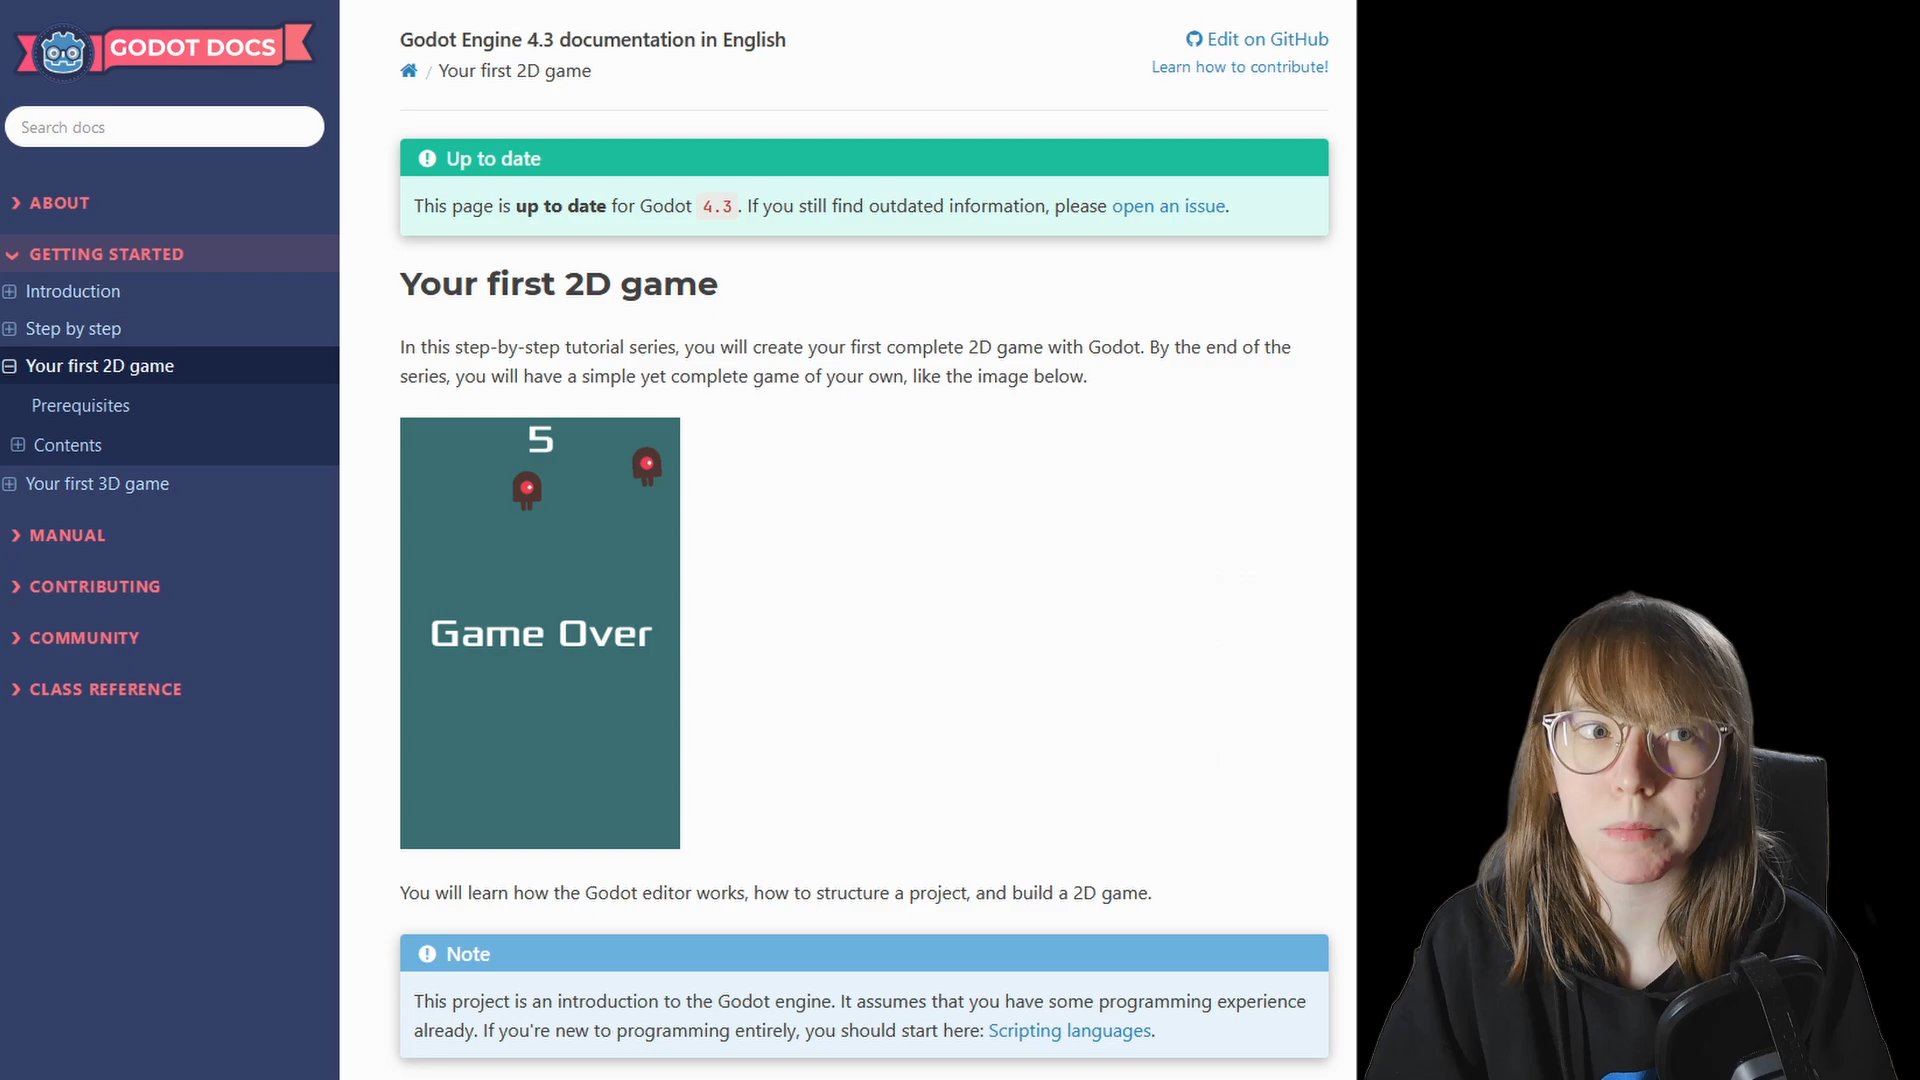 GODOT DOCS
Search docs
ABOUT
GETTING STARTED
Introduction
Step by step
Your first 2D game
Prerequisites
Contents
Your first 3D game
MANUAL
CONTRIBUTING
COMMUNITY
CLASS REFERENCE
Godot Engine 4.3 documentation in English
Edit on GitHub
/ Your first 2D game
Learn how to contribute!
Up to date
This page is up to date for Godot 4.3. If you still find outdated information, please open an issue.
Your first 2D game
In this step-by-step tutorial series, you will create your first complete 2D game with Godot. By the end of the
series, you will have a simple yet complete game of your own, like the image below.
5
Game Over
You will learn how the Godot editor works, how to structure a project, and build a 2D game.
Note
This project is an introduction to the Godot engine. It assumes that you have some programming experience
already. If you're new to programming entirely, you should start here: Scripting languages.